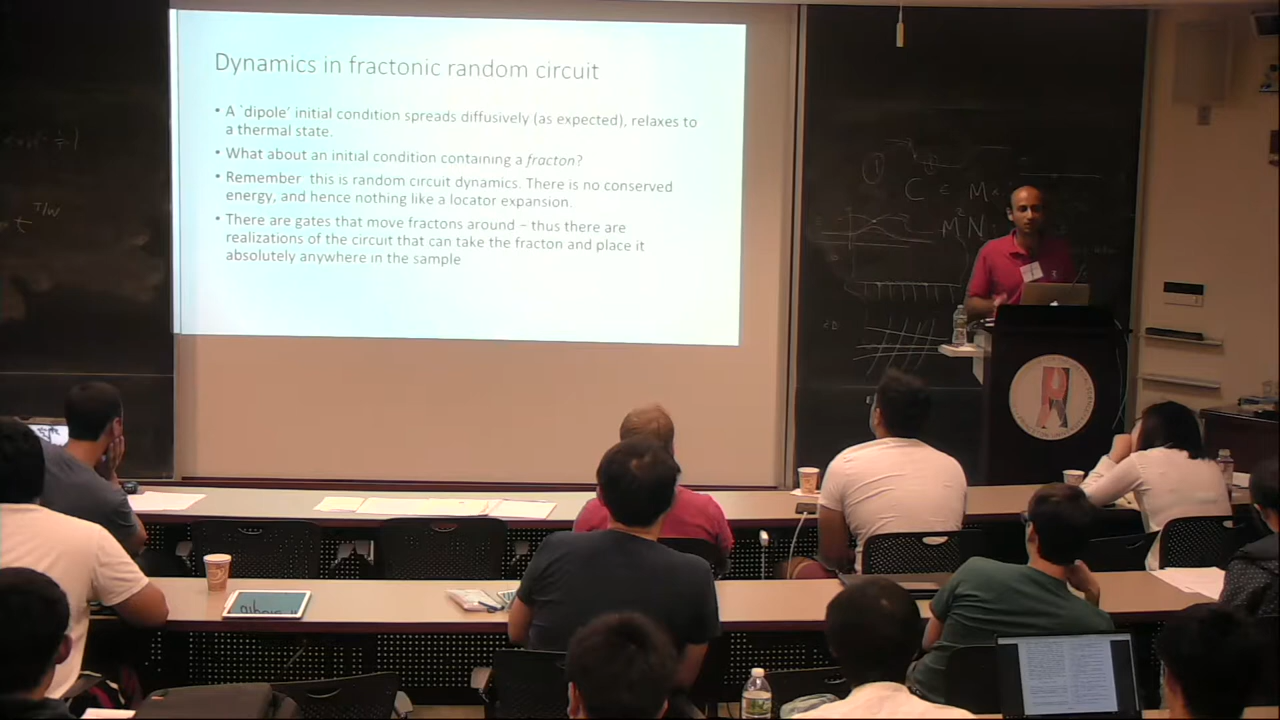 Dynamics in fractonic random circuit
• A `dipole' initial condition spreads diffusively (as expected), relaxes to
a thermal state.
• What about an initial condition containing a fracton?
• Remember this is random circuit dynamics. There is no conserved
energy, and hence nothing like a locator expansion.
• There are gates that move fractons around – thus there are
realizations of the circuit that can take the fracton and place it
absolutely anywhere in the sample